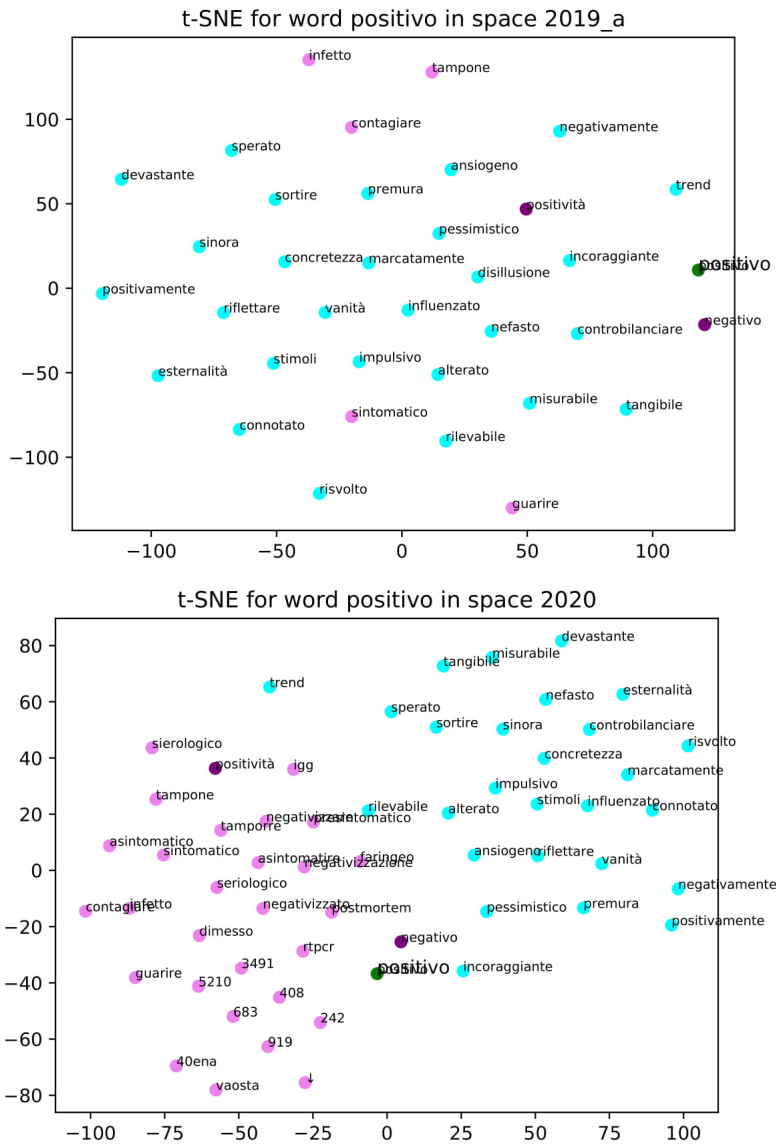 t-SNE for word positivo in space 2019_a
infetto
tampone
contagiare
negativamente
sperato
ansiogeno
devastante
trend
sortire
premura
positività
pessimistico
sinora
concretezza
marcatamente
incoraggiante
positivo
positivo
disillusione
positivamente
riflettare
vanità
influenzato
negativo
nefasto
controbilanciare
esternalità
stimoli
impulsivo
alterato
misurabile
tangibile
sintomatico
connotato
rilevabile
risvolto
guarire
100
50
0
−50
−100
−100
−50
0
50
100
t-SNE for word positivo in space 2020
devastante
misurabile
tangibile
trend
nefasto
esternalità
sperato
sortire
sinora
controbilanciare
sierologico
risvolto
positività
igg
concretezza
marcatamente
impulsivo
tampone
stimoli
influenzato
rilevabile
alterato
connotato
negativizzare
presintomatico
tamporre
asintomatico
sintomatico
asintomatire
faringeo
negativizzazione
ansiogeno
riflettare
vanità
seriologico
negativamente
contagiare
infetto
negativizzato
postmortem
pessimistico
premura
positivamente
dimesso
negativo
rtpcr
3491
positivo
positivo
incoraggiante
guarire
5210
408
683
242
919
40ena
vaosta
↓
80
60
40
20
0
−20
−40
−60
−80
−100
−75
−50
−25
0
25
50
75
100